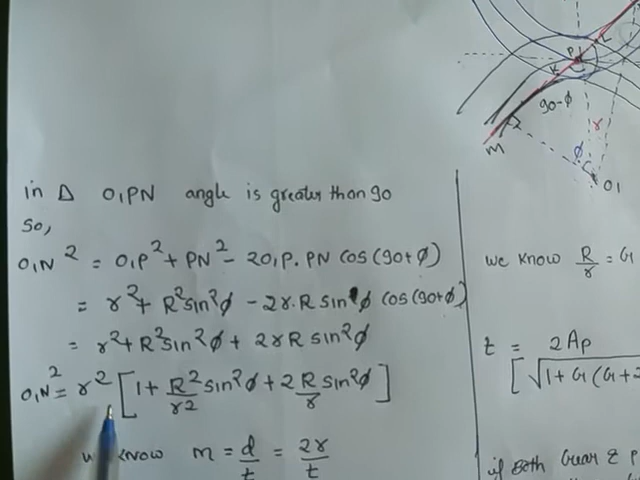 in Δ O₁PN angle is greater than 90
So,
O₁N² = O₁P² + PN² - 2O₁P. PN cos(90+ϕ)
= r² + R²sin²ϕ - 2r.R sinϕ cos(90+ϕ)
= r² + R²sin²ϕ + 2rR sin²ϕ
O₁N² = r² [1 + R²/r² sin²ϕ + 2 R/r sin²ϕ]
know m = d/t = 2r/t
P
L
K
90-ϕ
r
M
ϕ
O1
we know R/r = G
t = 2Ap
[√1+G(G+2
if both Gear & P